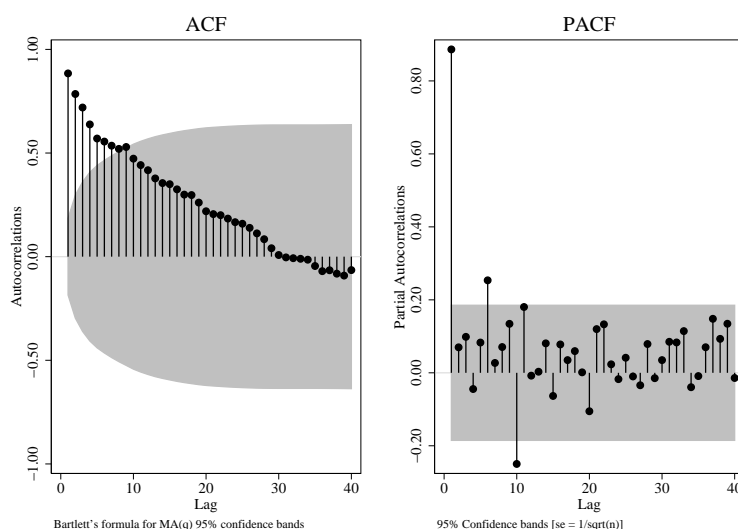 ACF
1.00
0.50
0.00
−0.50
−1.00
Autocorrelations
0
10
20
30
40
Lag
Bartlett's formula for MA(q) 95% confidence bands
PACF
0.80
0.60
0.40
0.20
0.00
−0.20
Partial Autocorrelations
0
10
20
30
40
Lag
95% Confidence bands [se = 1/sqrt(n)]